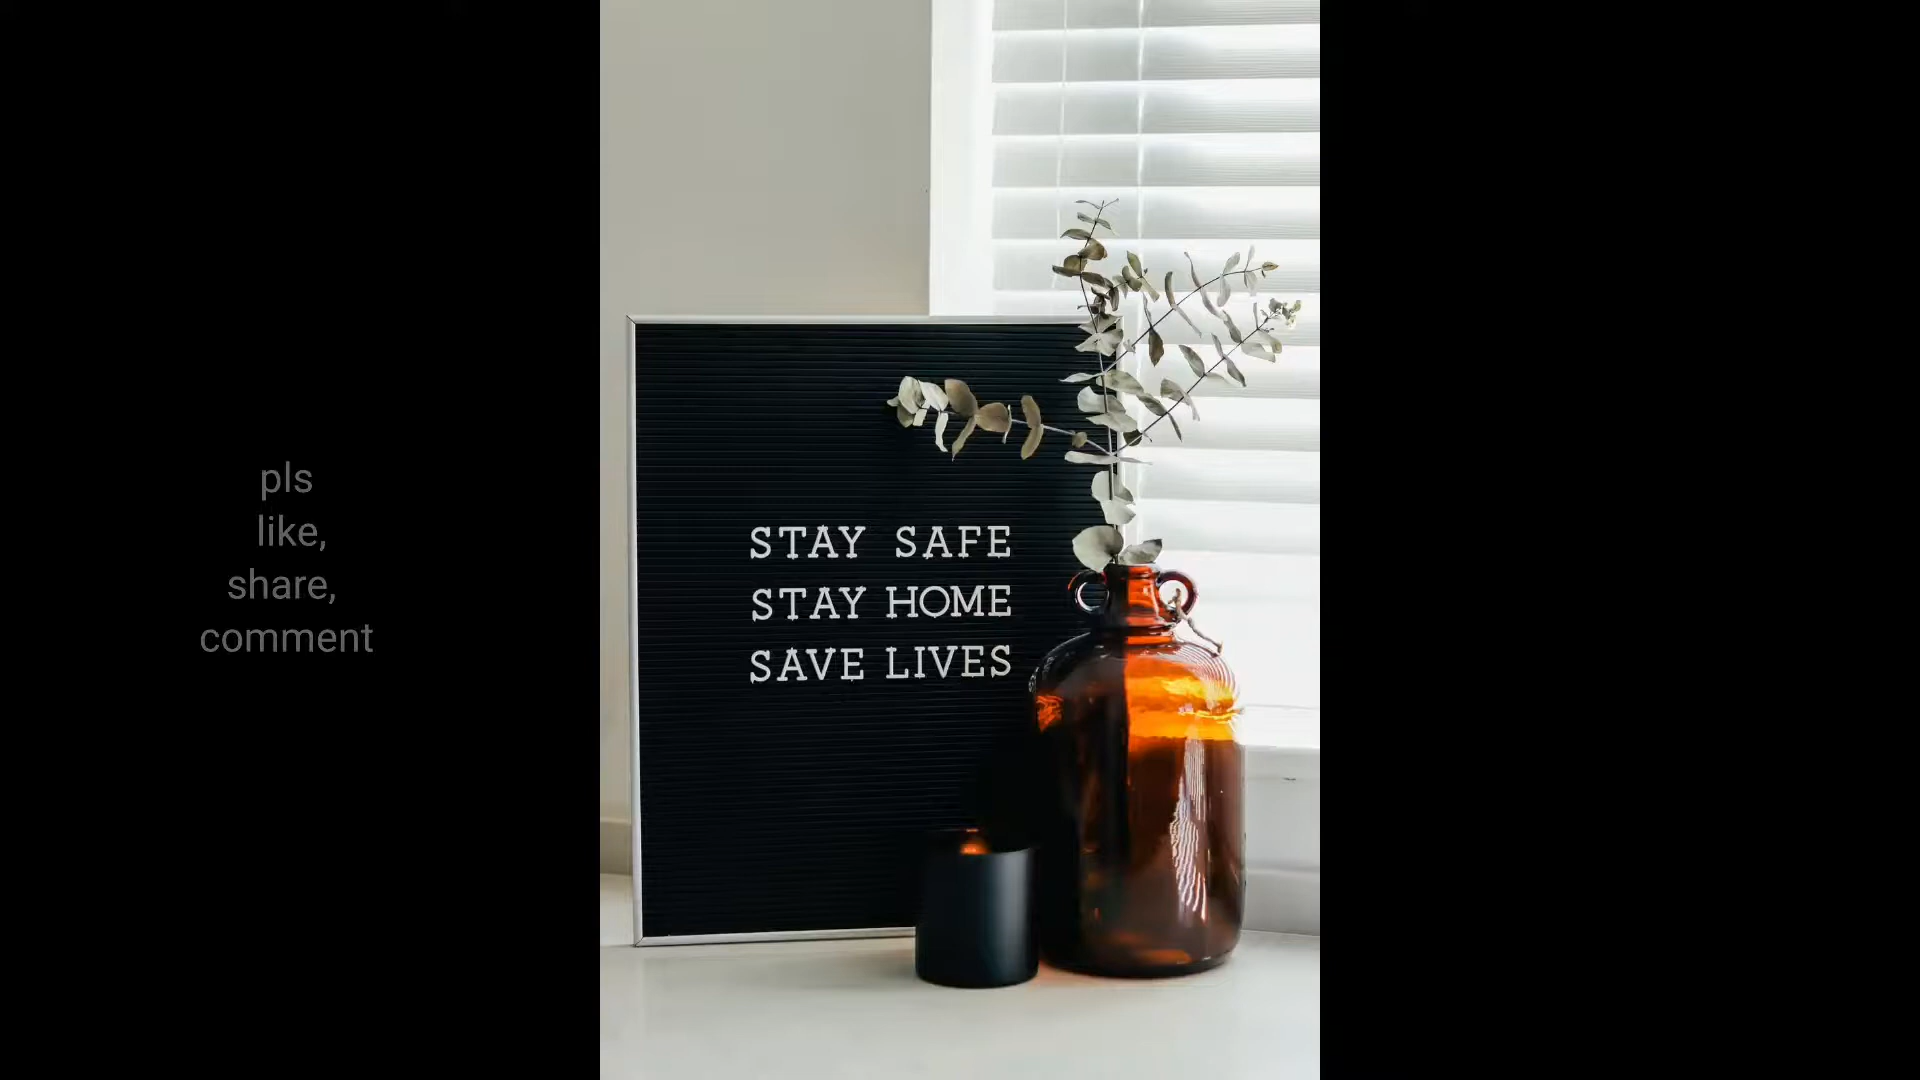 pls
like,
share,
comment
STAY SAFE
STAY HOME
SAVE LIVES